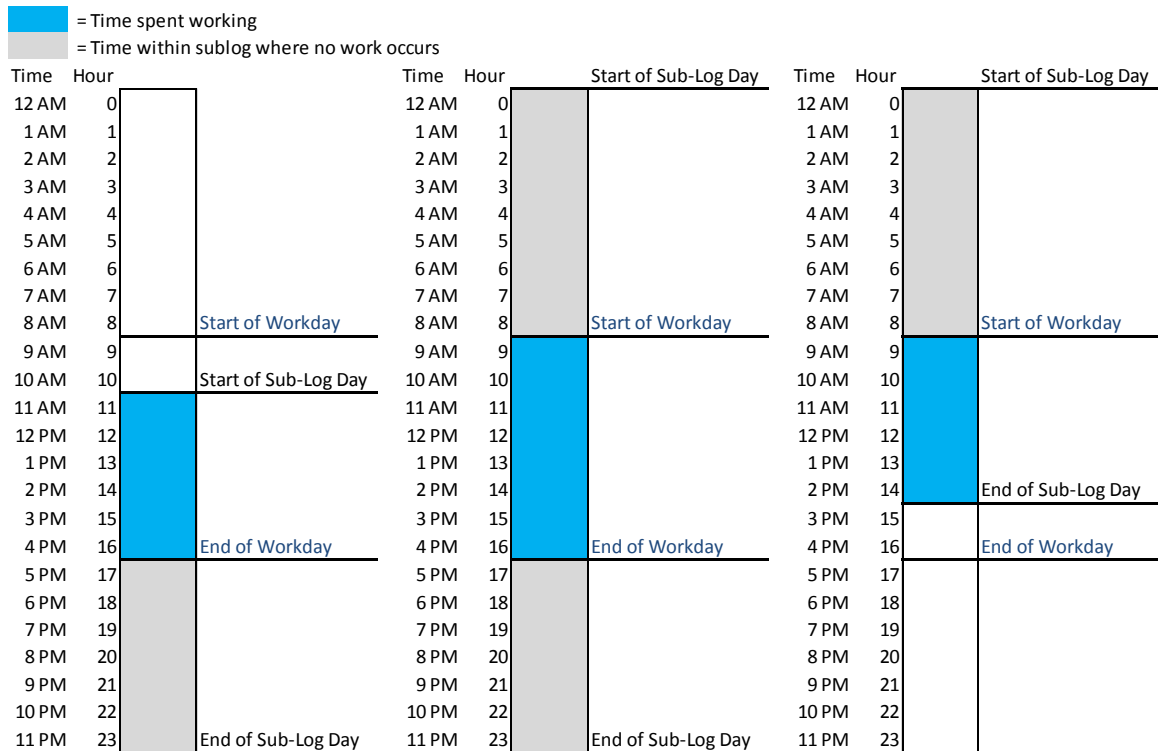 = Time spent working
= Time within sublog where no work occurs
Time Hour Time Hour Start of Sub-Log Day Time Hour Start of Sub-Log Day
12 AM 0 12 AM 0 12 AM 0
1 AM 1 1 AM 1 1 AM 1
2 AM 2 2 AM 2 2 AM 2
3 AM 3 3 AM 3 3 AM 3
4 AM 4 4 AM 4 4 AM 4
5 AM 5 5 AM 5 5 AM 5
6 AM 6 6 AM 6 6 AM 6
7 AM 7 7 AM 7 7 AM 7
8 AM 8 Start of Workday 8 AM 8 Start of Workday 8 AM 8 Start of Workday
9 AM 9 9 AM 9 9 AM 9
10 AM 10 Start of Sub-Log Day 10 AM 10 10 AM 10
11 AM 11 11 AM 11 11 AM 11
12 PM 12 12 PM 12 12 PM 12
1 PM 13 1 PM 13 1 PM 13
2 PM 14 2 PM 14 2 PM 14 End of Sub-Log Day
3 PM 15 3 PM 15 3 PM 15
4 PM 16 End of Workday 4 PM 16 End of Workday 4 PM 16 End of Workday
5 PM 17 5 PM 17 5 PM 17
6 PM 18 6 PM 18 6 PM 18
7 PM 19 7 PM 19 7 PM 19
8 PM 20 8 PM 20 8 PM 20
9 PM 21 9 PM 21 9 PM 21
10 PM 22 10 PM 22 10 PM 22
11 PM 23 End of Sub-Log Day 11 PM 23 End of Sub-Log Day 11 PM 23